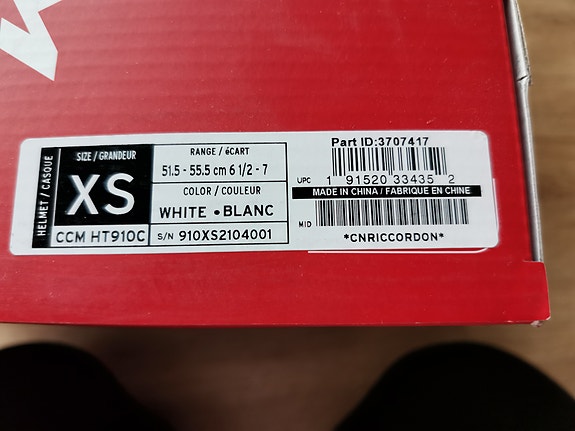 HELMET / CASQUE
SIZE / GRANDEUR
XS
CCM HT910C
RANGE / éCART
51.5 - 55.5 cm 6 1/2 - 7
COLOR / COULEUR
WHITE • BLANC
S/N 910XS2104001
Part ID:3707417
UPC 1 91520 33435 2
MADE IN CHINA / FABRIQUE EN CHINE
MID
*CNRICCORDON*